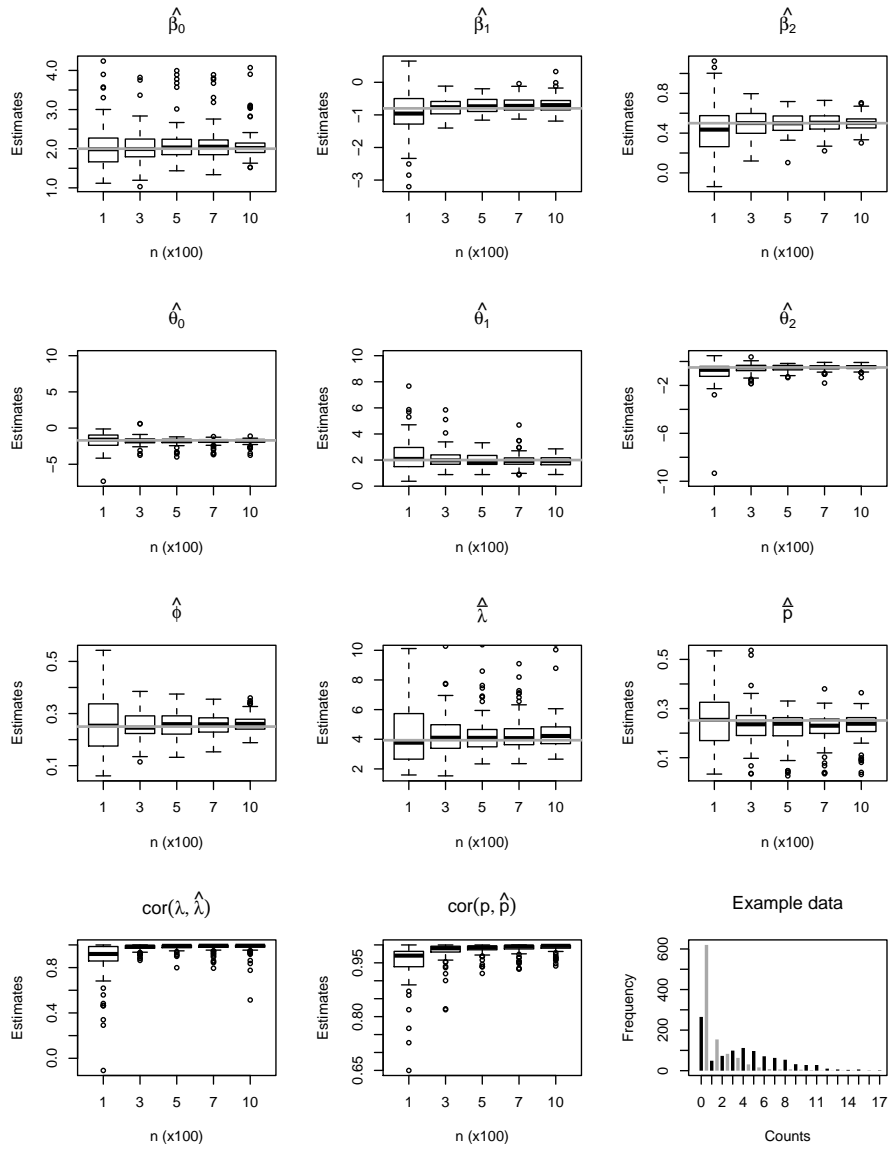 β̂₀
Estimates
4.0
3.0
2.0
1.0
1 3 5 7 10
n (x100)
β̂₁
Estimates
0
−1
−2
−3
1 3 5 7 10
n (x100)
β̂₂
Estimates
0.8
0.4
0.0
1 3 5 7 10
n (x100)
θ̂₀
Estimates
10
5
0
−5
1 3 5 7 10
n (x100)
θ̂₁
Estimates
10
8
6
4
2
0
1 3 5 7 10
n (x100)
θ̂₂
Estimates
−2
−6
−10
1 3 5 7 10
n (x100)
ϕ̂
Estimates
0.5
0.3
0.1
1 3 5 7 10
n (x100)
λ̄̂
Estimates
10
8
6
4
2
1 3 5 7 10
n (x100)
p̄̂
Estimates
0.5
0.3
0.1
1 3 5 7 10
n (x100)
cor(λ, λ̂)
Estimates
0.8
0.4
0.0
1 3 5 7 10
n (x100)
cor(p, p̂)
Estimates
0.95
0.80
0.65
1 3 5 7 10
n (x100)
Example data
Frequency
600
400
200
0
0 2 4 6 8 11 14 17
Counts